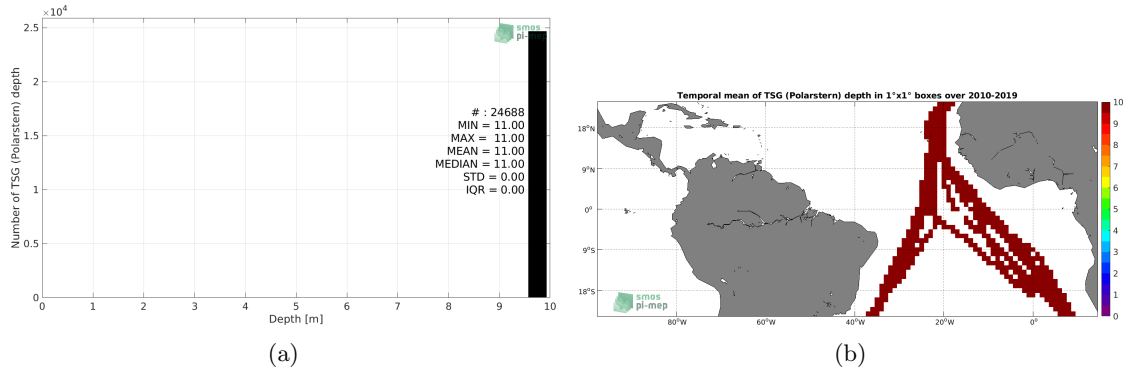 ×10⁴
2.5
2
1.5
1
0.5
0
0 1 2 3 4 5 6 7 8 9 10
Number of TSG (Polarstern) depth
Depth [m]
smos
pi-mep
# : 24688
MIN = 11.00
MAX = 11.00
MEAN = 11.00
MEDIAN = 11.00
STD = 0.00
IQR = 0.00
(a)
Temporal mean of TSG (Polarstern) depth in 1°x1° boxes over 2010-2019
18°N
9°N
0°
9°S
18°S
80°W 60°W 40°W 20°W 0°
smos
pi-mep
10
9
8
7
6
5
4
3
2
1
0
(b)